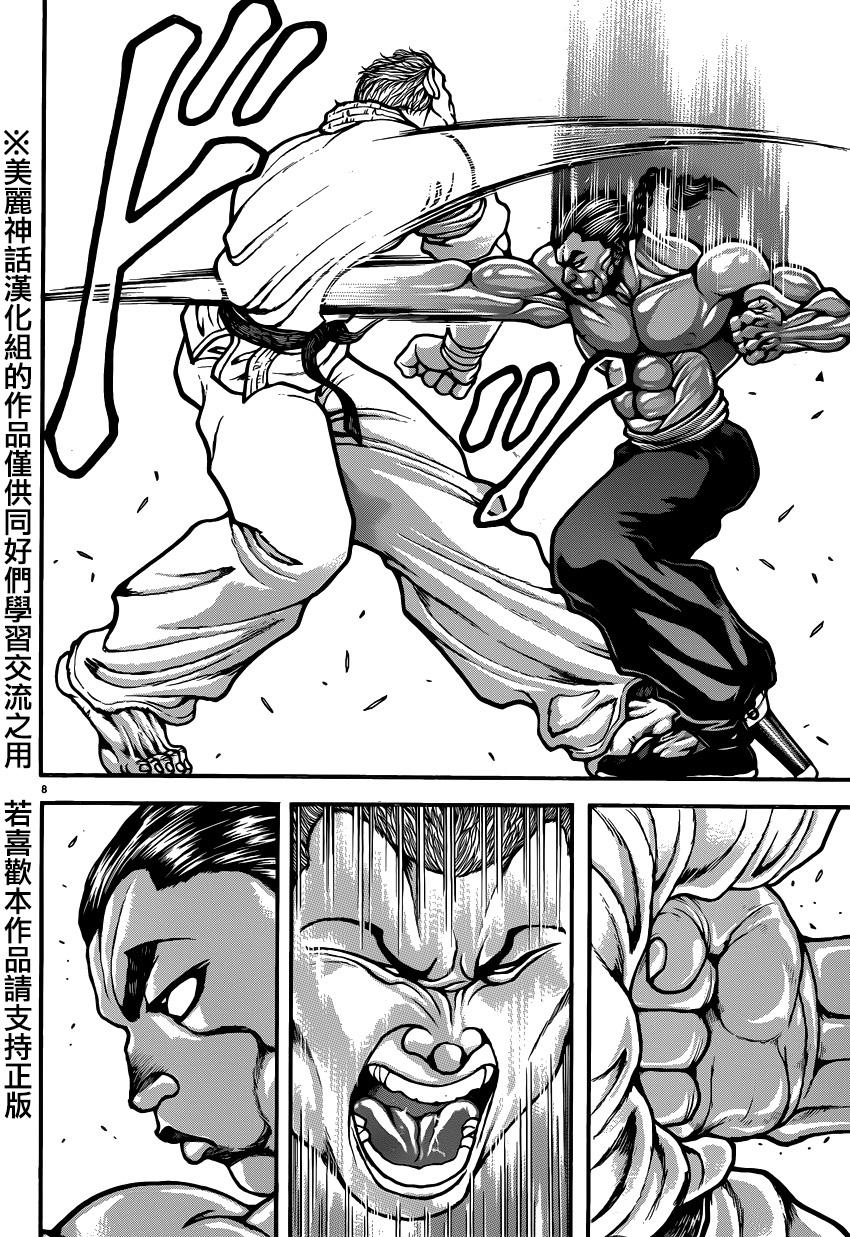 ドドッ
※美麗神話漢化組的作品僅供同好們學習交流之用
若喜歡本作品請支持正版
8